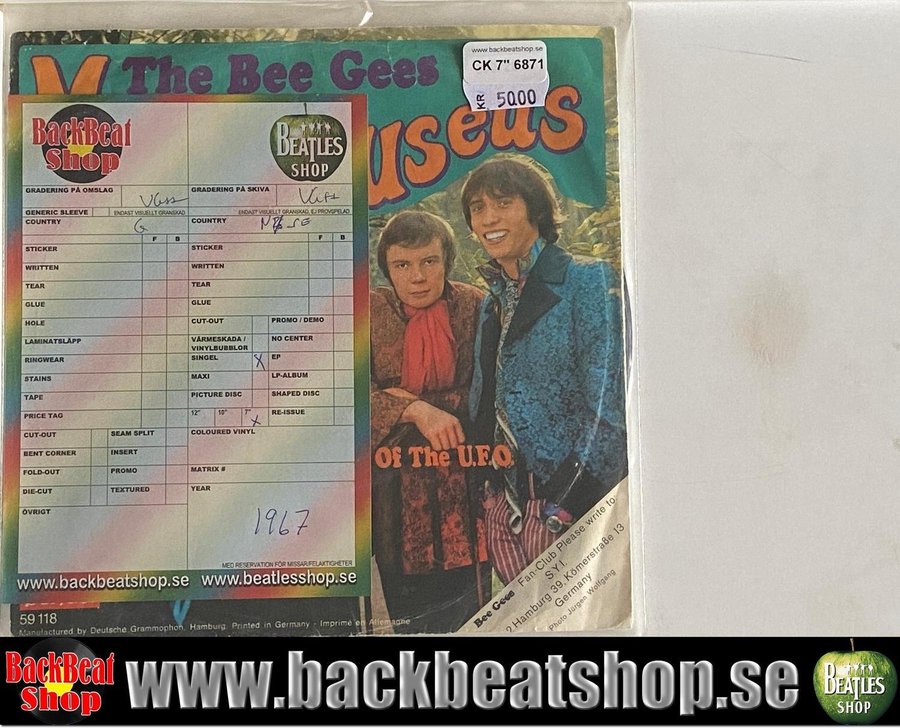 www.backbeatshop.se
CK 7" 6871
KR 50.00
The Bee Gees
useus
Of The U.F.O
BackBeat
Shop
BEATLES
SHOP
GRADERING PÅ OMSLAG
GRADERING PÅ SKIVA
GENERIC SLEEVE
ENDAST VISUELLT GRANSKAD
ENDAST VISUELLT GRANSKAD, EJ PROVSPELAD
COUNTRY G
COUNTRY
F B
F B
STICKER
STICKER
WRITTEN
WRITTEN
TEAR
TEAR
GLUE
GLUE
HOLE
CUT-OUT
PROMO / DEMO
LAMINATSLÄPP
VÄRMESKADA /
VINYLBUBBLOR
NO CENTER
RINGWEAR
SINGEL X
EP
STAINS
MAXI
LP-ALBUM
TAPE
PICTURE DISC
SHAPED DISC
PRICE TAG
12" 10" 7" X
RE-ISSUE
CUT-OUT
SEAM SPLIT
COLOURED VINYL
BENT CORNER
INSERT
FOLD-OUT
PROMO
MATRIX #
DIE-CUT
TEXTURED
YEAR
ÖVRIGT
1967
MED RESERVATION FÖR MISSAR/FELAKTIGHETER
www.backbeatshop.se www.beatlesshop.se
59 118
Manufactured by Deutsche Grammophon, Hamburg. Printed in Germany - Imprimé en Allemagne
Bee Gees - Fan-Club Please write to
S.Y.I.
2 Hamburg 39, Körnerstraße 13
Germany
Photo Jürgen Wolfgang
BackBeat
Shop
www.backbeatshop.se
BEATLES
SHOP